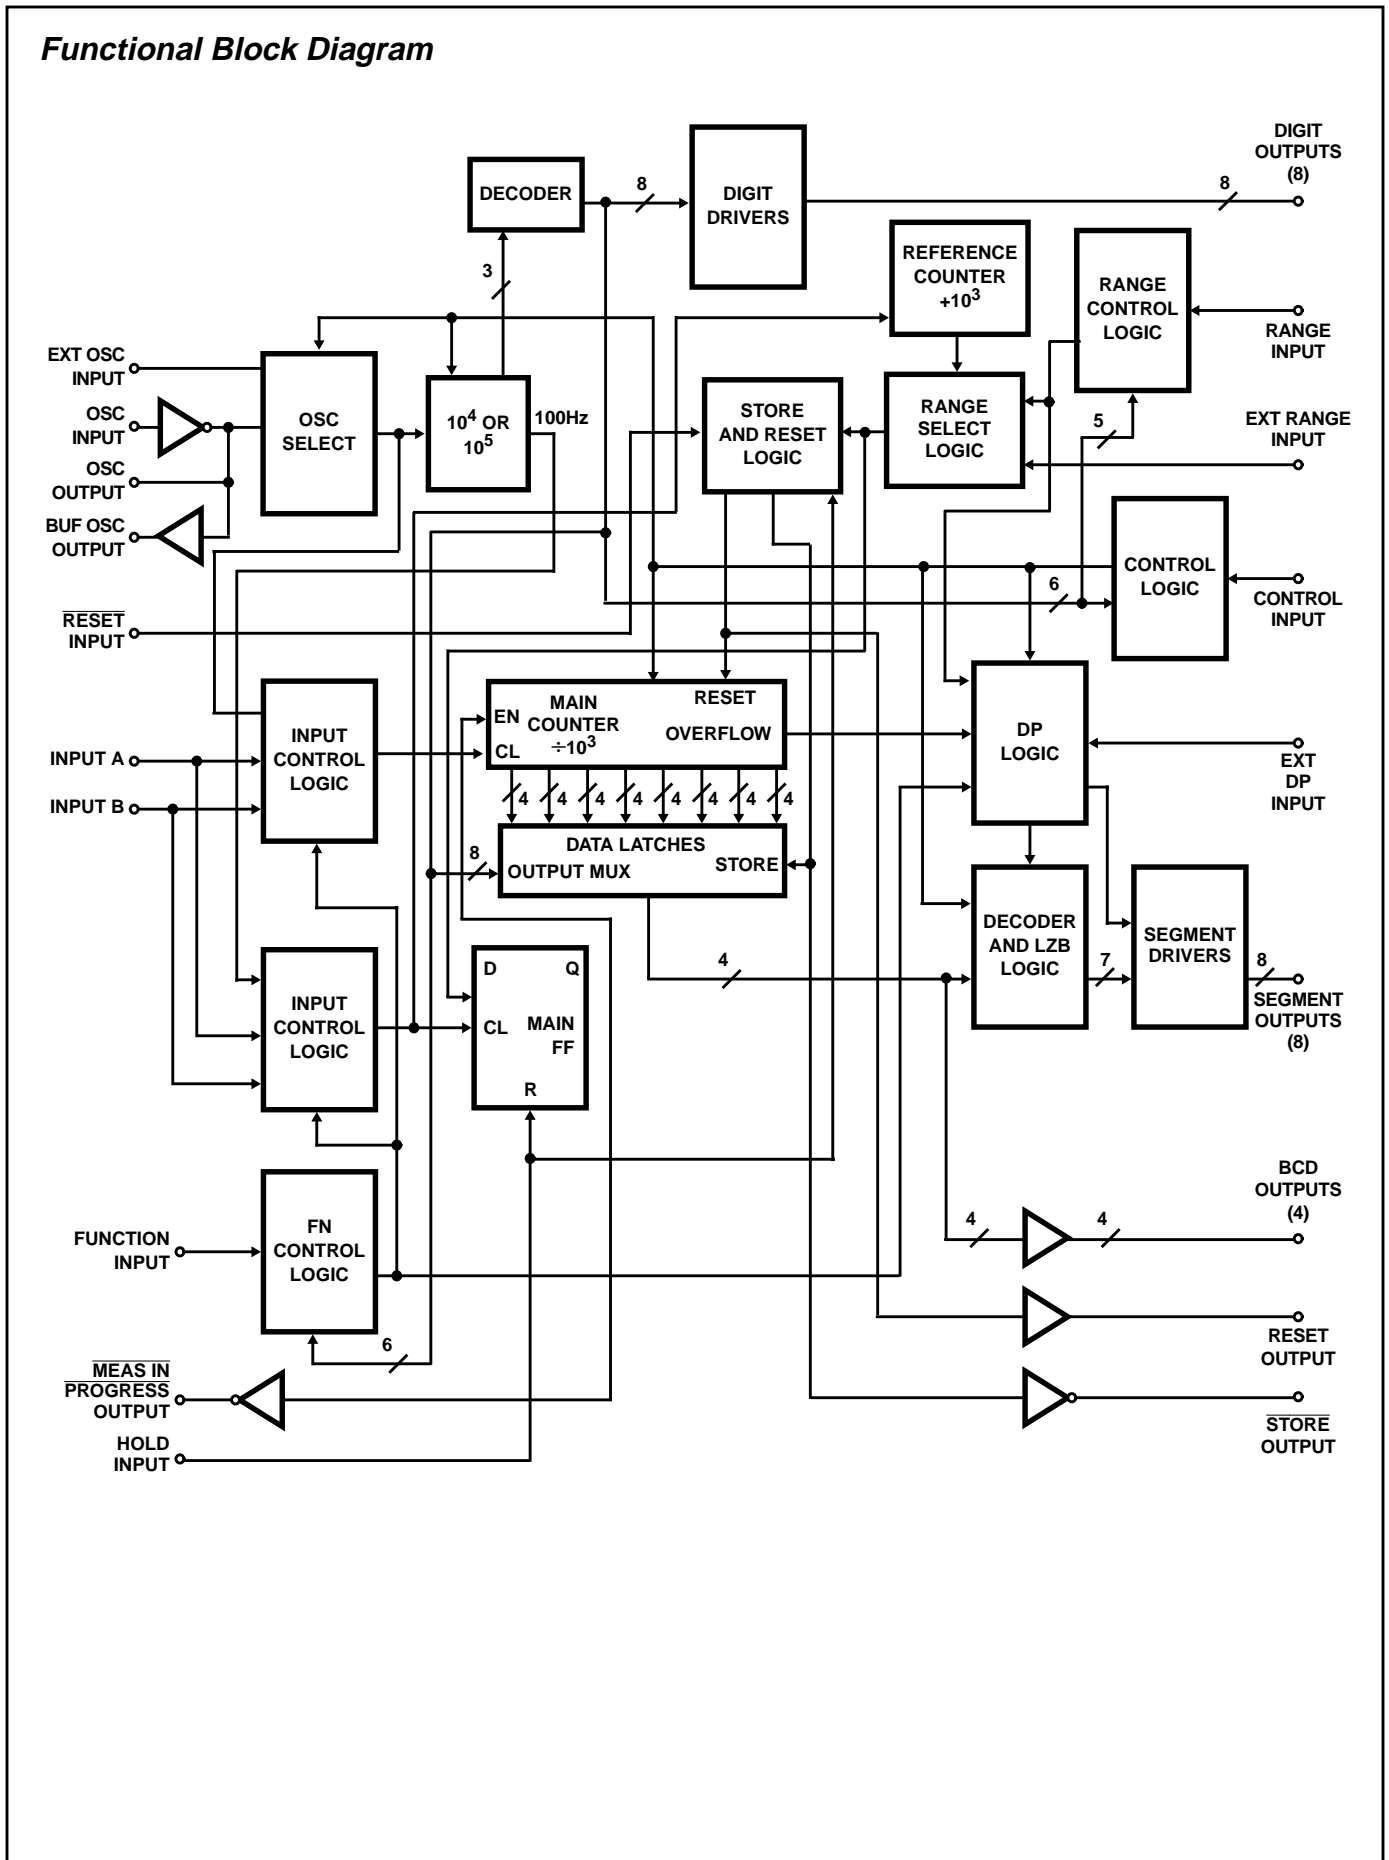 Functional Block Diagram
DIGIT
OUTPUTS
(8)
DECODER
8
DIGIT
DRIVERS
8
3
REFERENCE
COUNTER
+10³
RANGE
CONTROL
LOGIC
RANGE
INPUT
EXT OSC
INPUT
OSC
INPUT
OSC
OUTPUT
BUF OSC
OUTPUT
OSC
SELECT
10⁴ OR
10⁵
100Hz
STORE
AND RESET
LOGIC
RANGE
SELECT
LOGIC
5
EXT RANGE
INPUT
CONTROL
LOGIC
6
CONTROL
INPUT
RESET
INPUT
INPUT A
INPUT B
INPUT
CONTROL
LOGIC
EN
CL
MAIN
COUNTER
÷10³
RESET
OVERFLOW
DP
LOGIC
EXT
DP
INPUT
4 4 4 4 4 4 4 4
8
DATA LATCHES
OUTPUT MUX
STORE
DECODER
AND LZB
LOGIC
7
SEGMENT
DRIVERS
8
SEGMENT
OUTPUTS
(8)
4
INPUT
CONTROL
LOGIC
D
Q
CL
MAIN
FF
R
FUNCTION
INPUT
FN
CONTROL
LOGIC
6
BCD
OUTPUTS
(4)
4
4
RESET
OUTPUT
MEAS IN
PROGRESS
OUTPUT
STORE
OUTPUT
HOLD
INPUT